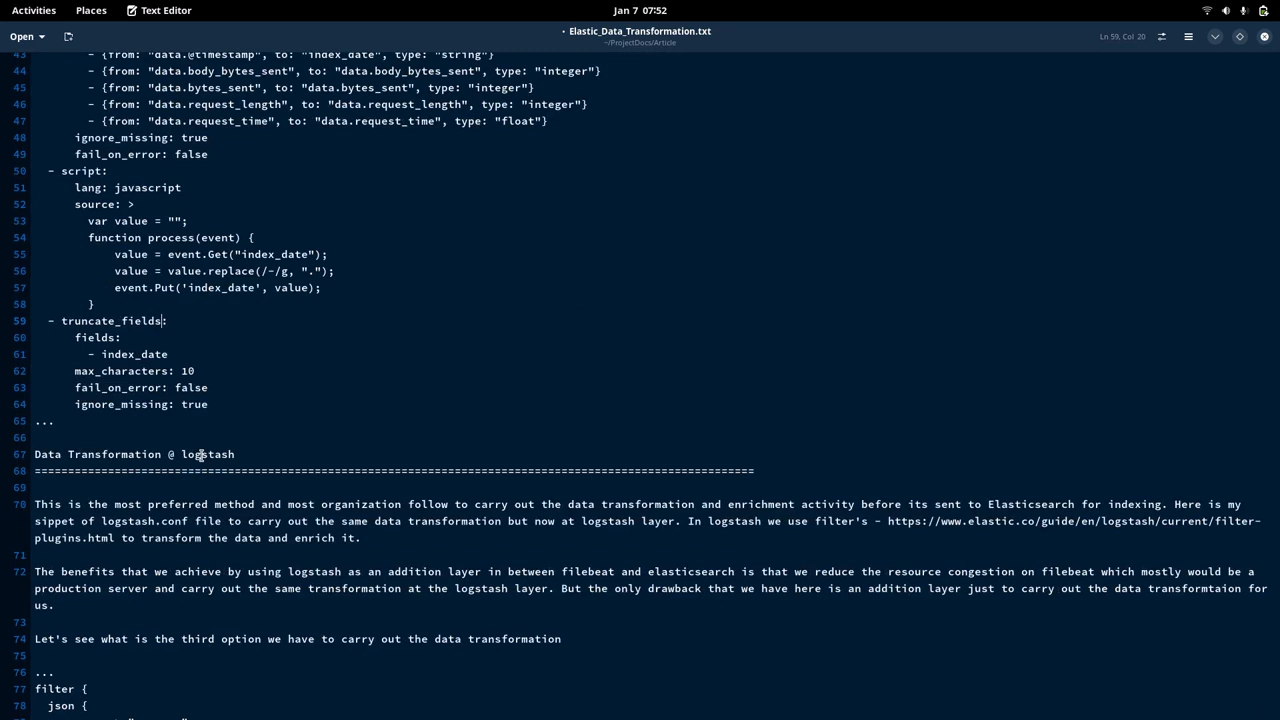 Activities Places Text Editor Jan 7 07:52
Open • Elastic_Data_Transformation.txt
~/ProjectDocs/Article Ln 59, Col 20
43 - {from: "data.@timestamp", to: "index_date", type: "string"}
44 - {from: "data.body_bytes_sent", to: "data.body_bytes_sent", type: "integer"}
45 - {from: "data.bytes_sent", to: "data.bytes_sent", type: "integer"}
46 - {from: "data.request_length", to: "data.request_length", type: "integer"}
47 - {from: "data.request_time", to: "data.request_time", type: "float"}
48 ignore_missing: true
49 fail_on_error: false
50 - script:
51 lang: javascript
52 source: >
53 var value = "";
54 function process(event) {
55 value = event.Get("index_date");
56 value = value.replace(/-/g, ".");
57 event.Put('index_date', value);
58 }
59 - truncate_fields:
60 fields:
61 - index_date
62 max_characters: 10
63 fail_on_error: false
64 ignore_missing: true
65 ...
66
67 Data Transformation @ logstash
68 ============================================================================================================
69
70 This is the most preferred method and most organization follow to carry out the data transformation and enrichment activity before its sent to Elasticsearch for indexing. Here is my
sippet of logstash.conf file to carry out the same data transformation but now at logstash layer. In logstash we use filter's - https://www.elastic.co/guide/en/logstash/current/filter-
plugins.html to transform the data and enrich it.
71
72 The benefits that we achieve by using logstash as an addition layer in between filebeat and elasticsearch is that we reduce the resource congestion on filebeat which mostly would be a
production server and carry out the same transformation at the logstash layer. But the only drawback that we have here is an addition layer just to carry out the data transformtaion for
us.
73
74 Let's see what is the third option we have to carry out the data transformation
75
76 ...
77 filter {
78 json {